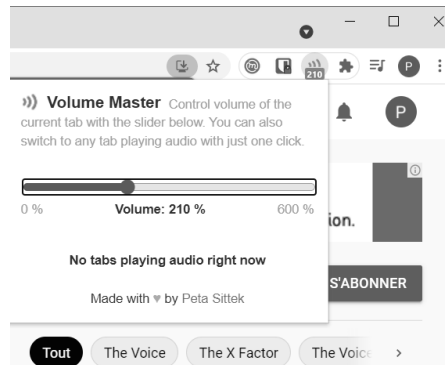 P
210
Volume Master Control volume of the
current tab with the slider below. You can also
switch to any tab playing audio with just one click.
P
0 %
Volume: 210 %
600 %
ion.
No tabs playing audio right now
S'ABONNER
Made with ♥ by Peta Sittek
Tout
The Voice
The X Factor
The Voice